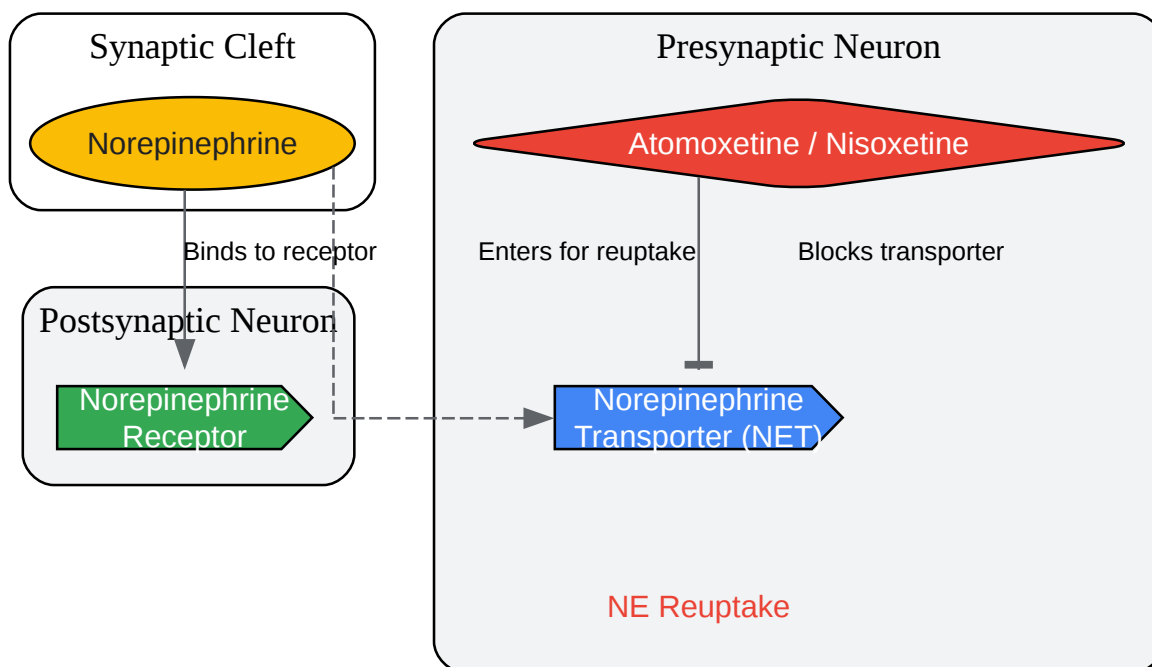 Synaptic Cleft
Norepinephrine
Binds to receptor
Postsynaptic Neuron
Norepinephrine
Receptor
Presynaptic Neuron
Atomoxetine / Nisoxetine
Enters for reuptake
Blocks transporter
Norepinephrine
Transporter (NET)
NE Reuptake